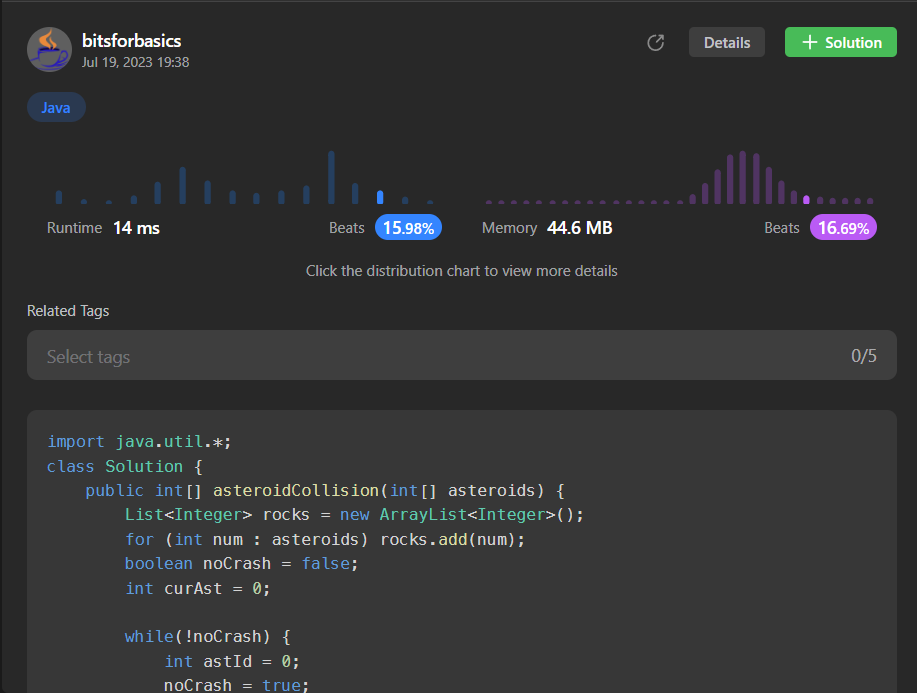 bitsforbasics
Jul 19, 2023 19:38
Details
+ Solution
Java
Runtime 14 ms Beats 15.98%
Memory 44.6 MB Beats 16.69%
Click the distribution chart to view more details
Related Tags
Select tags 0/5
import java.util.*;
class Solution {
    public int[] asteroidCollision(int[] asteroids) {
        List<Integer> rocks = new ArrayList<Integer>();
        for (int num : asteroids) rocks.add(num);
        boolean noCrash = false;
        int curAst = 0;
        while(!noCrash) {
            int astId = 0;
            noCrash = true;